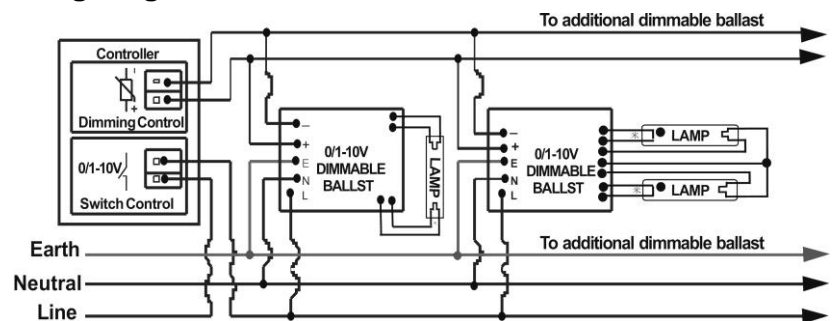 To additional dimmable ballast
Controller
Dimming Control
0/1-10V
Switch Control
0/1-10V
DIMMABLE
BALLST
–
+
E
N
L
LAMP
0/1-10V
DIMMABLE
BALLST
–
+
E
N
L
* LAMP
* LAMP
Earth
To additional dimmable ballast
Neutral
Line